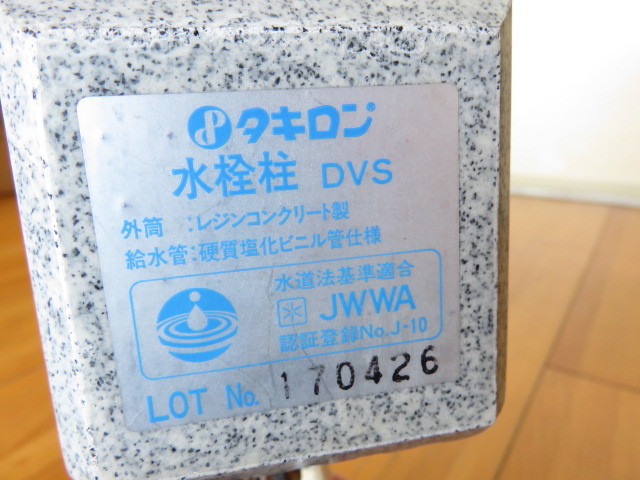 タキロン
水栓柱 DVS
外筒 :レジンコンクリート製
給水管:硬質塩化ビニル管仕様
水道法基準適合
水 JWWA
認証登録No.J-10
LOT No. 170426